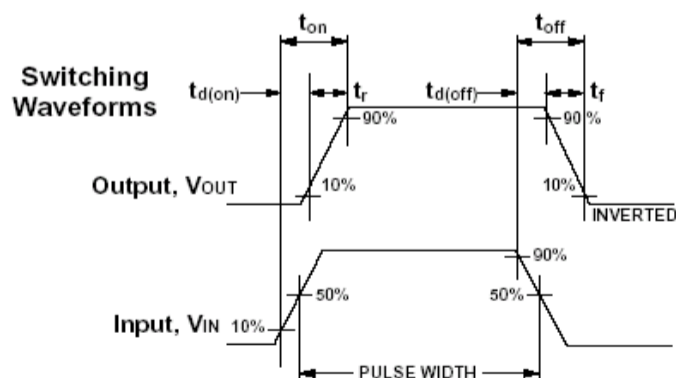 ton
toff
Switching
Waveforms
td(on)
tr
td(off)
tf
90%
90%
Output, VOUT
10%
10%
INVERTED
90%
50%
50%
Input, VIN
10%
PULSE WIDTH